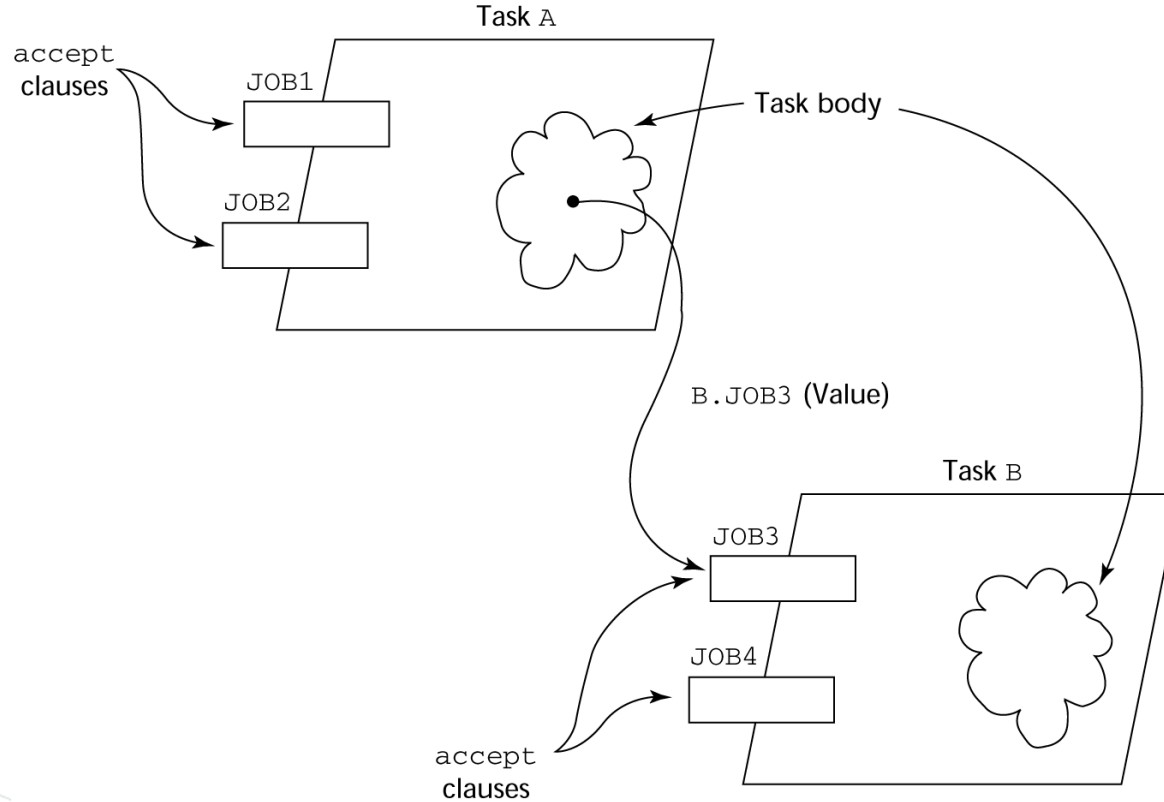 Task A
accept
clauses
JOB1
JOB2
Task body
B.JOB3 (Value)
Task B
JOB3
JOB4
accept
clauses